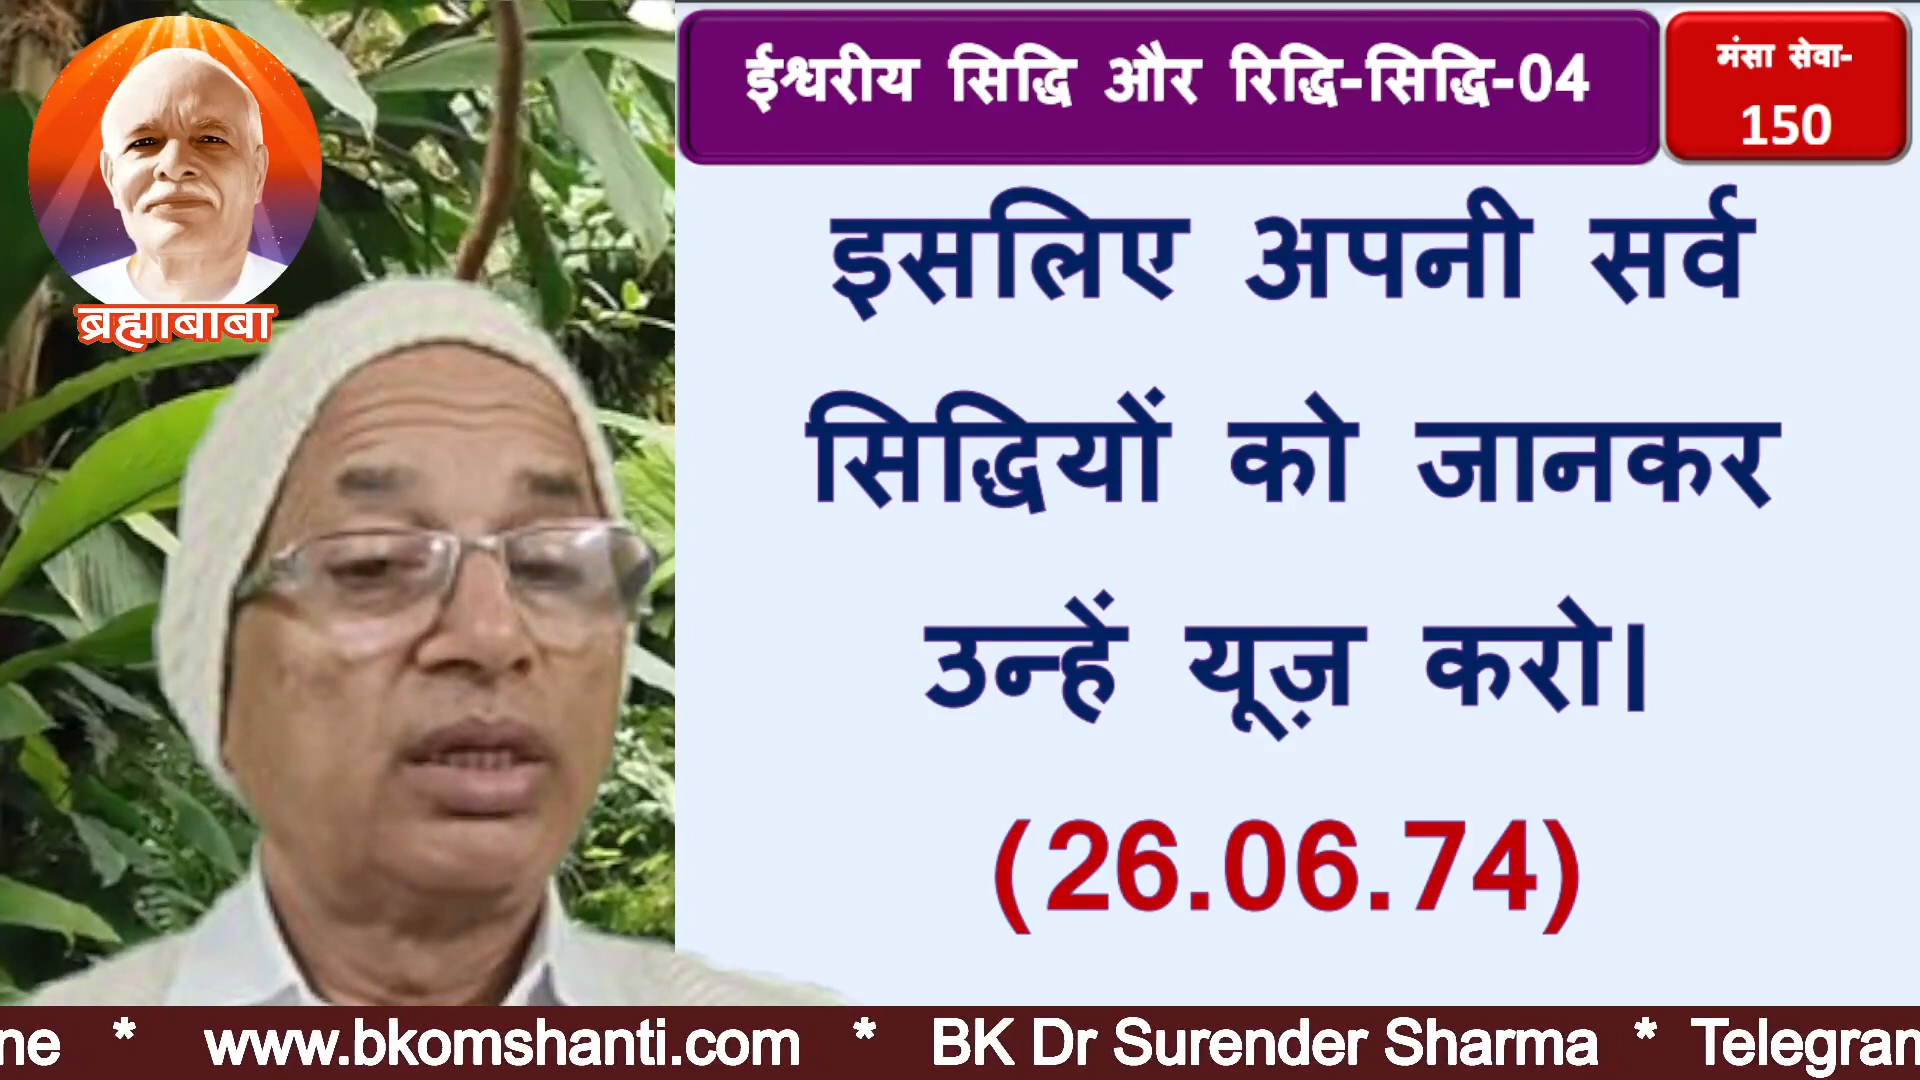 ब्रह्माबाबा
ईश्वरीय सिद्धि और रिद्धि-सिद्धि-04
मंसा सेवा-
150
इसलिए अपनी सर्व
सिद्धियों को जानकर
उन्हें यूज़ करो।
(26.06.74)
ne * www.bkomshanti.com * BK Dr Surender Sharma * Telegran